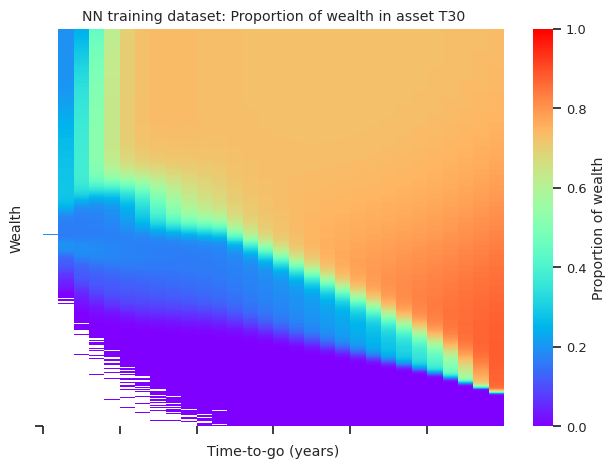 NN training dataset: Proportion of wealth in asset T30
Wealth
Time-to-go (years)
1.0
0.8
0.6
0.4
0.2
0.0
Proportion of wealth